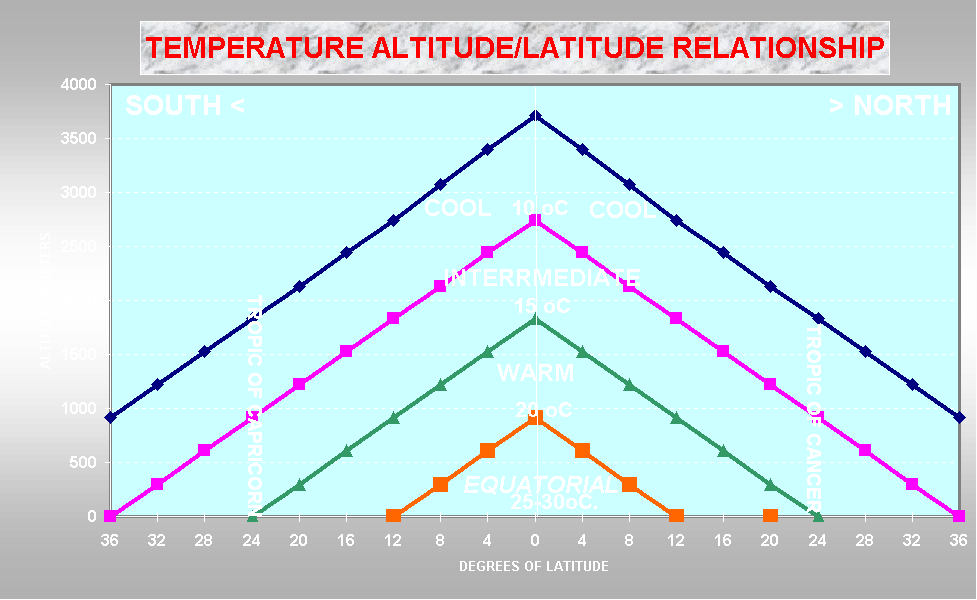 TEMPERATURE ALTITUDE/LATITUDE RELATIONSHIP
SOUTH <
> NORTH
4000
3500
3000
2500
1500
1000
500
0
COOL
10 oC
COOL
INTERRMEDIATE
15 oC
WARM
20 oC
EQUATORIAL
25-30oC.
TROPIC OF CAPRICORN
TROPIC OF CANCER
36 32 28 24 20 16 12 8 4 0 4 8 12 16 20 24 28 32 36
DEGREES OF LATITUDE